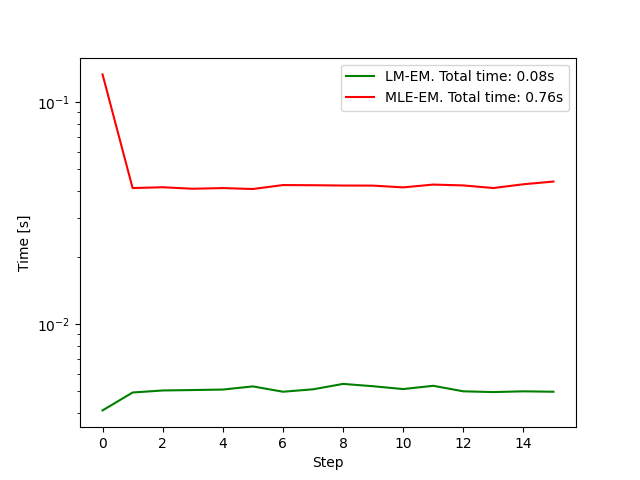 LM-EM. Total time: 0.08s
MLE-EM. Total time: 0.76s
10⁻¹
10⁻²
Time [s]
0 2 4 6 8 10 12 14
Step